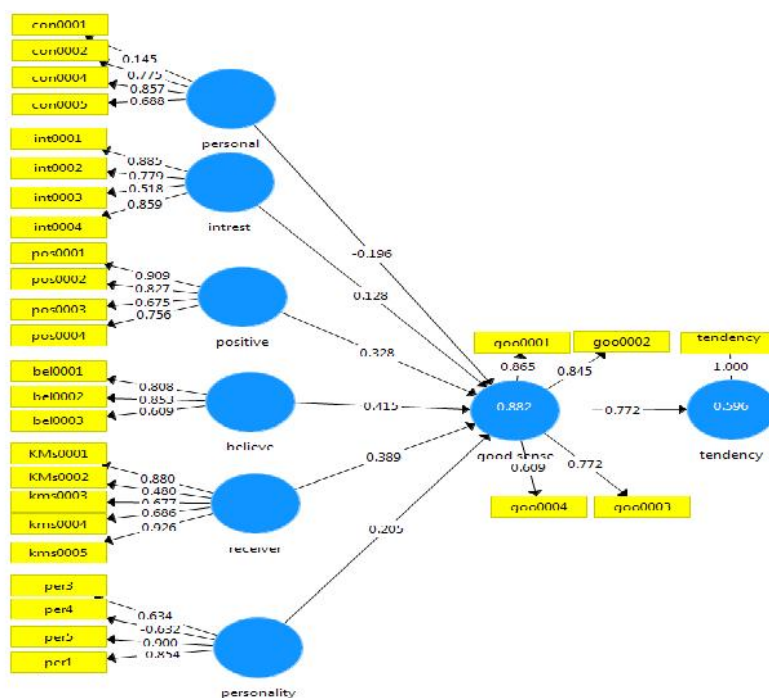 con0001
con0002
con0004
con0005
0.145
0.775
0.857
0.688
personal
int0001
int0002
int0003
int0004
0.885
0.779
0.518
0.859
intrest
pos0001
pos0002
pos0003
pos0004
0.909
0.827
0.675
0.756
positive
bel0001
bel0002
bel0003
0.808
0.853
0.609
believe
KMs0001
KMs0002
kms0003
kms0004
kms0005
0.880
0.480
0.677
0.686
0.926
receiver
per3
per4
per5
per1
0.634
-0.632
0.900
0.854
personality
-0.196
0.128
0.328
0.415
0.389
0.205
goo0001
goo0002
0.865
0.845
0.882
good sense
0.609
0.772
goo0004
goo0003
0.772
tendency
1.000
0.596
tendency